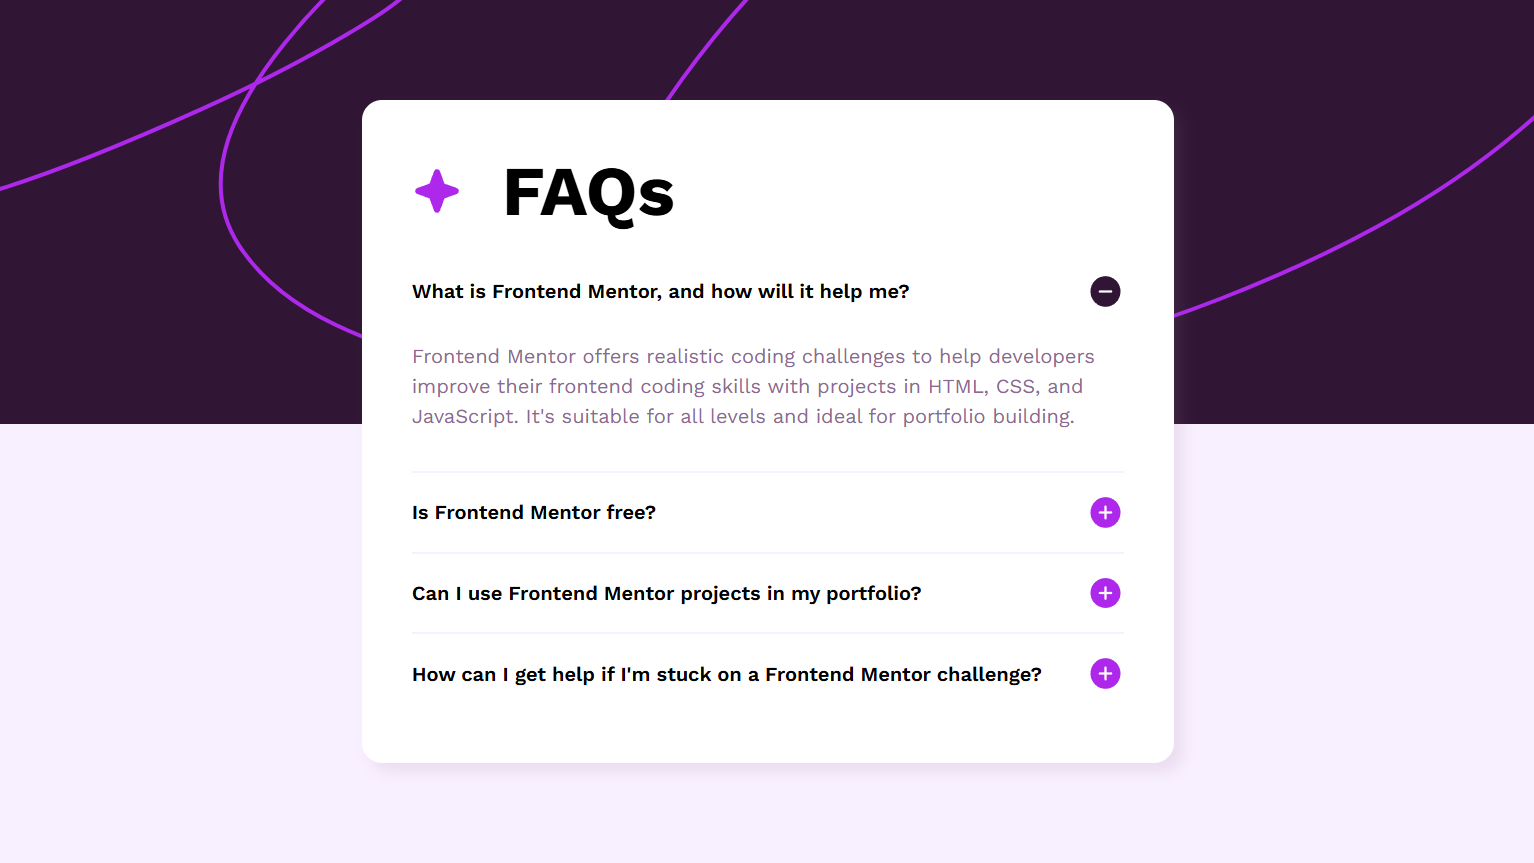 FAQs
What is Frontend Mentor, and how will it help me?
Frontend Mentor offers realistic coding challenges to help developers
improve their frontend coding skills with projects in HTML, CSS, and
JavaScript. It's suitable for all levels and ideal for portfolio building.
Is Frontend Mentor free?
Can I use Frontend Mentor projects in my portfolio?
How can I get help if I'm stuck on a Frontend Mentor challenge?